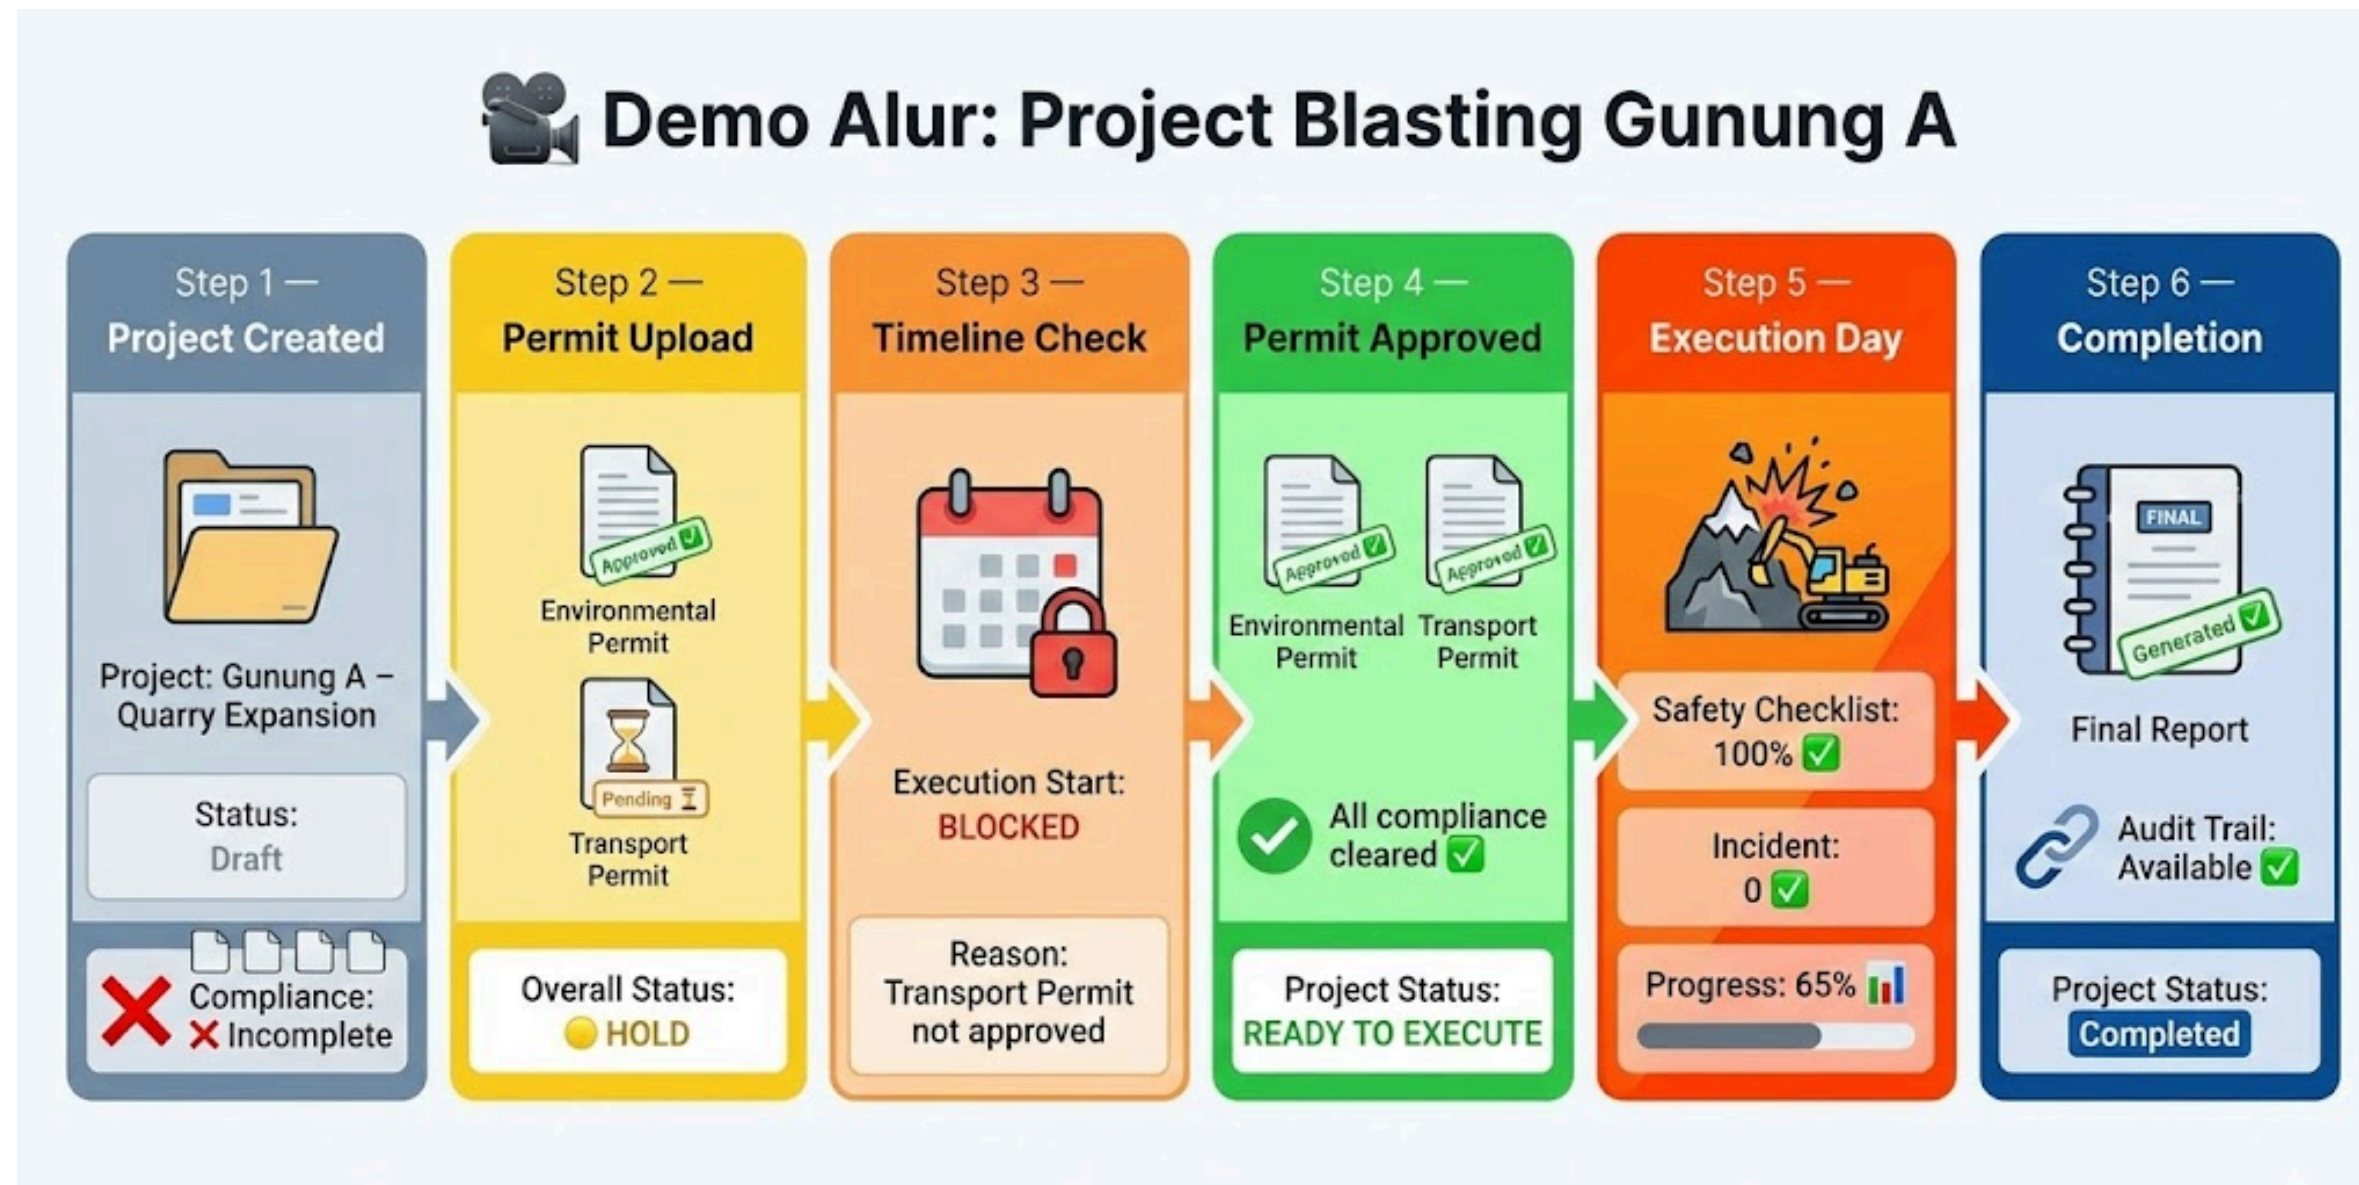 Demo Alur: Project Blasting Gunung A
Step 1 —
Project Created
Project: Gunung A –
Quarry Expansion
Status:
Draft
Compliance:
❌ Incomplete
Step 2 —
Permit Upload
Approved ✅
Environmental
Permit
Pending ⏳
Transport
Permit
Overall Status:
🟡 HOLD
Step 3 —
Timeline Check
Execution Start:
BLOCKED
Reason:
Transport Permit
not approved
Step 4 —
Permit Approved
Approved ✅
Environmental
Permit
Approved ✅
Transport
Permit
All compliance
cleared ✅
Project Status:
READY TO EXECUTE
Step 5 —
Execution Day
Safety Checklist:
100% ✅
Incident:
0 ✅
Progress: 65% 📊
Step 6 —
Completion
FINAL
Generated ✅
Final Report
Audit Trail:
Available ✅
Project Status:
Completed